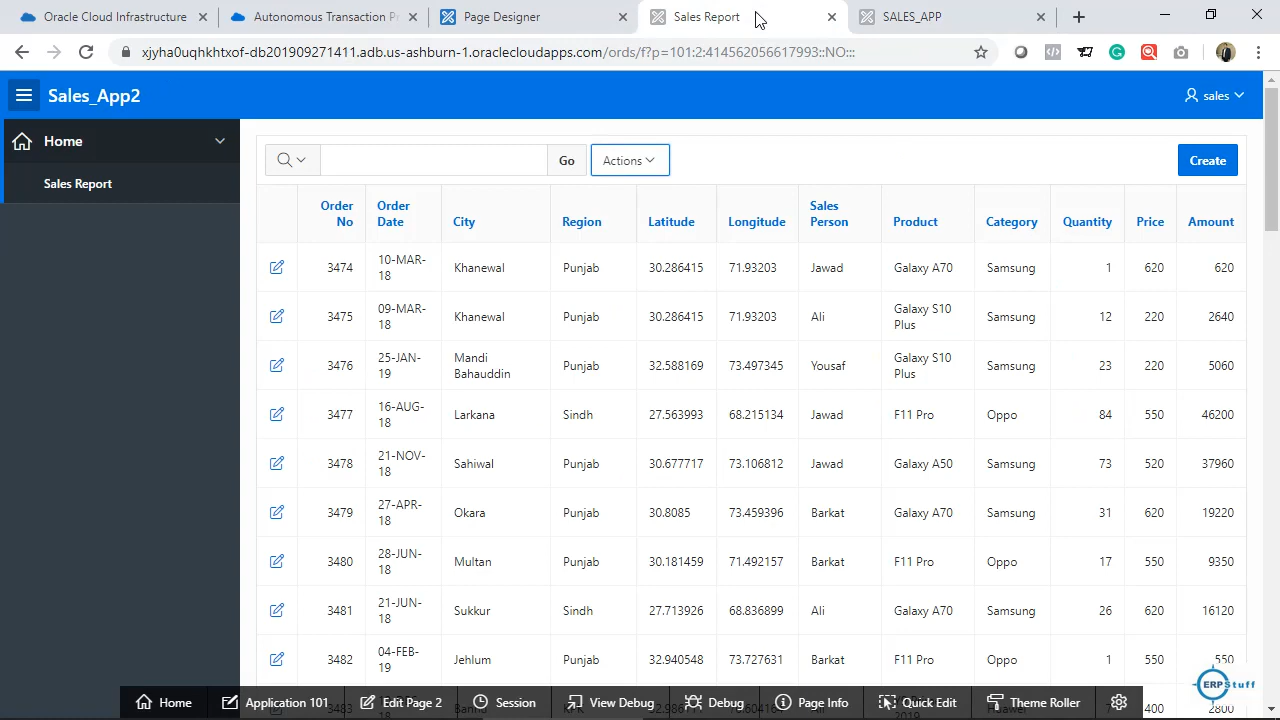 Oracle Cloud Infrastructure
Autonomous Transaction P
Page Designer
Sales Report
SALES_APP
xjyha0uqhkhtxof-db201909271411.adb.us-ashburn-1.oraclecloudapps.com/ords/f?p=101:2:414562056617993::NO:::
Sales_App2
sales
Home
Sales Report
Go
Actions
Create
Order No Order Date City Region Latitude Longitude Sales Person Product Category Quantity Price Amount
3474 10-MAR-18 Khanewal Punjab 30.286415 71.93203 Jawad Galaxy A70 Samsung 1 620 620
3475 09-MAR-18 Khanewal Punjab 30.286415 71.93203 Ali Galaxy S10 Plus Samsung 12 220 2640
3476 25-JAN-19 Mandi Bahauddin Punjab 32.588169 73.497345 Yousaf Galaxy S10 Plus Samsung 23 220 5060
3477 16-AUG-18 Larkana Sindh 27.563993 68.215134 Jawad F11 Pro Oppo 84 550 46200
3478 21-NOV-18 Sahiwal Punjab 30.677717 73.106812 Jawad Galaxy A50 Samsung 73 520 37960
3479 27-APR-18 Okara Punjab 30.8085 73.459396 Barkat Galaxy A70 Samsung 31 620 19220
3480 28-JUN-18 Multan Punjab 30.181459 71.492157 Barkat F11 Pro Oppo 17 550 9350
3481 21-JUN-18 Sukkur Sindh 27.713926 68.836899 Ali Galaxy A70 Samsung 26 620 16120
3482 04-FEB-19 Jehlum Punjab 32.940548 73.727631 Barkat F11 Pro Oppo 1 550 550
400 2800
ERPStuff
Home
Application 101
Edit Page 2
Session
View Debug
Debug
Page Info
Quick Edit
Theme Roller